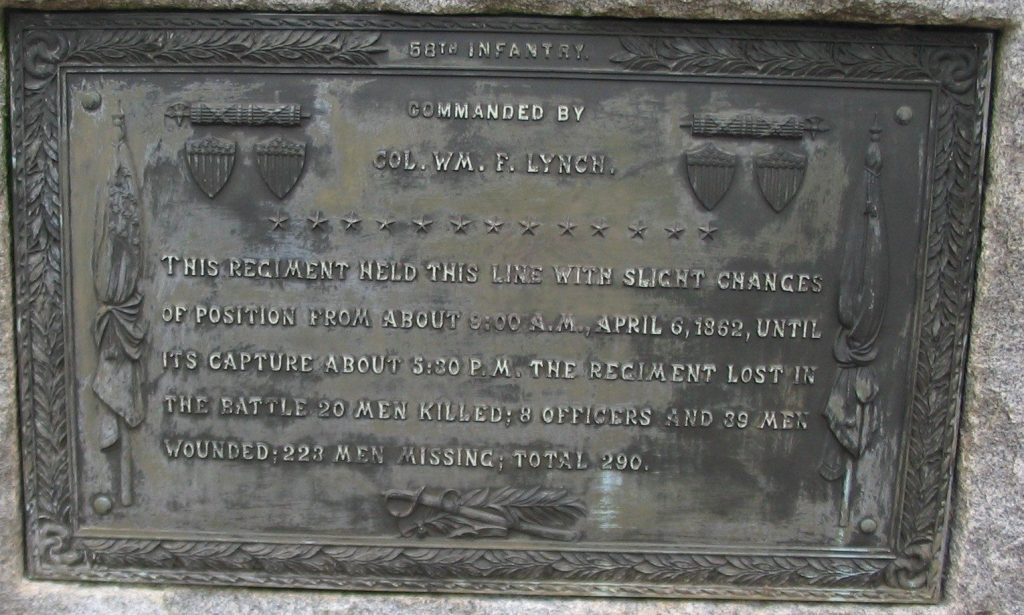 58TH INFANTRY.
COMMANDED BY
COL. WM. F. LYNCH.
THIS REGIMENT HELD THIS LINE WITH SLIGHT CHANGES
OF POSITION FROM ABOUT 9:00 A.M., APRIL 6, 1862, UNTIL
ITS CAPTURE ABOUT 5:30 P.M. THE REGIMENT LOST IN
THE BATTLE 20 MEN KILLED; 8 OFFICERS AND 39 MEN
WOUNDED; 223 MEN MISSING; TOTAL 290.